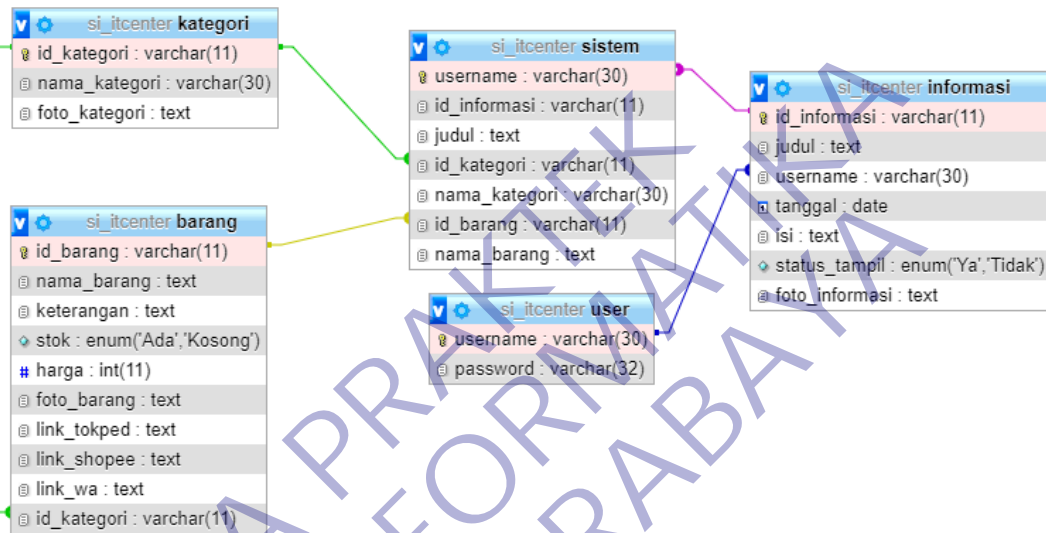 si_itcenter kategori
id_kategori : varchar(11)
nama_kategori : varchar(30)
foto_kategori : text
si_itcenter sistem
username : varchar(30)
id_informasi : varchar(11)
judul : text
id_kategori : varchar(11)
nama_kategori : varchar(30)
id_barang : varchar(11)
nama_barang : text
si_itcenter informasi
id_informasi : varchar(11)
judul : text
username : varchar(30)
tanggal : date
isi : text
status_tampil : enum('Ya','Tidak')
foto_informasi : text
si_itcenter barang
id_barang : varchar(11)
nama_barang : text
keterangan : text
stok : enum('Ada','Kosong')
# harga : int(11)
foto_barang : text
link_tokped : text
link_shopee : text
link_wa : text
id_kategori : varchar(11)
si_itcenter user
username : varchar(30)
password : varchar(32)
PRAKTEK